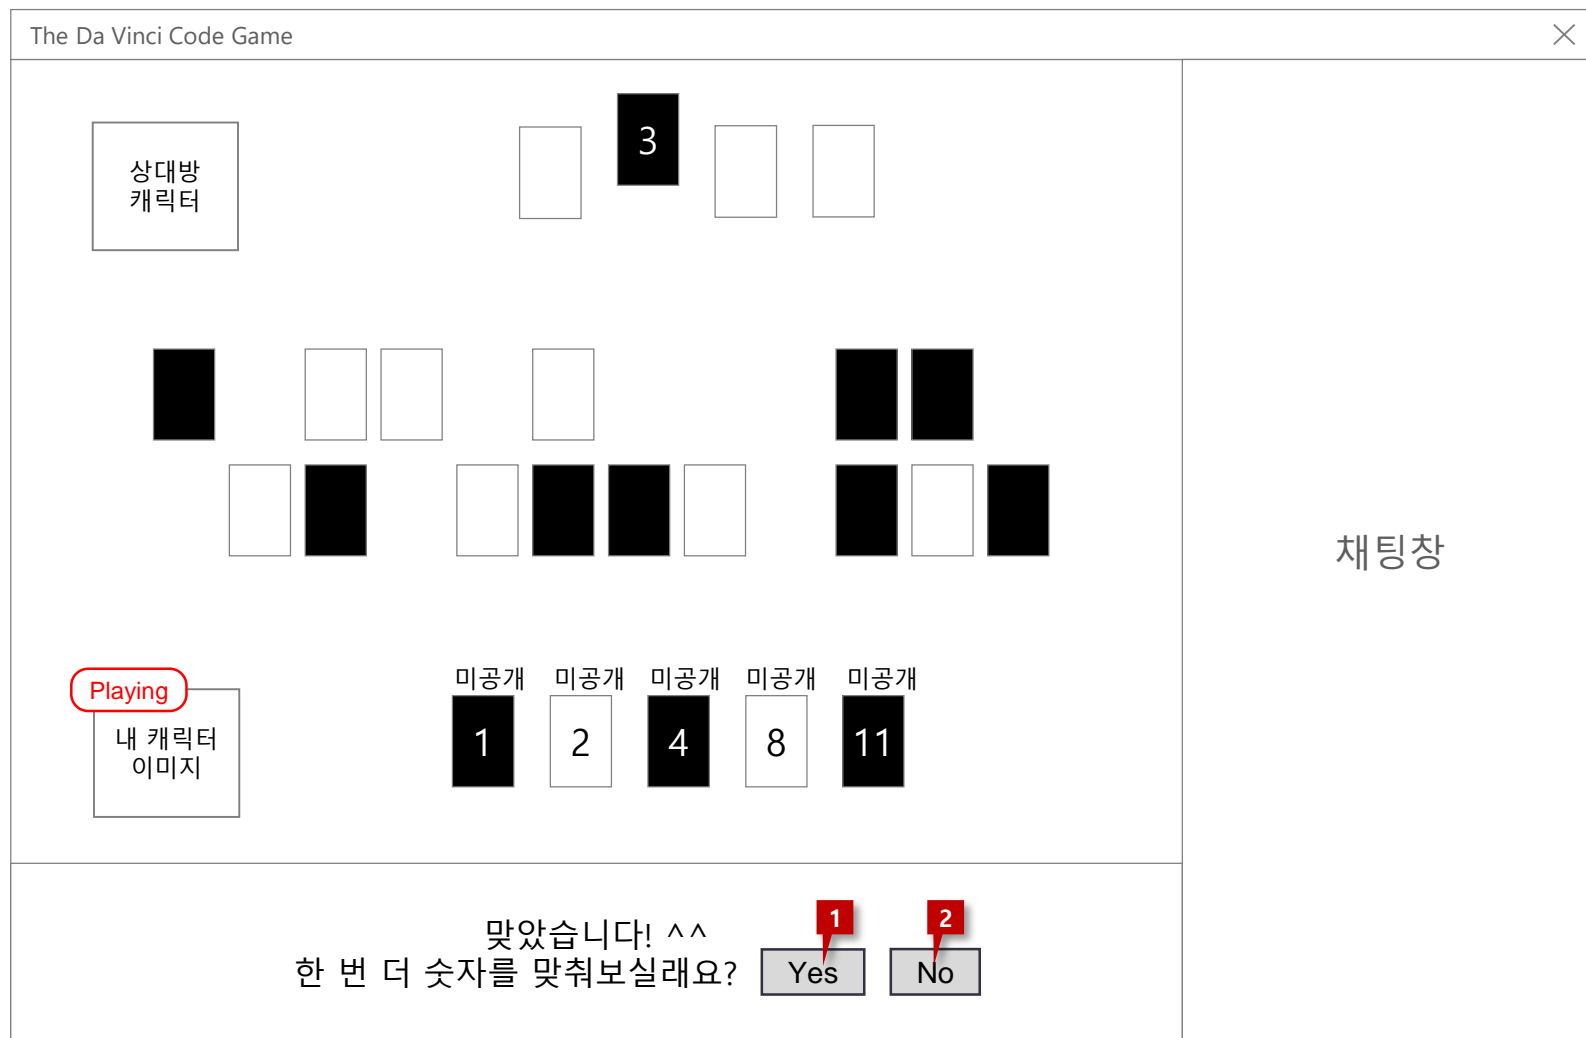 The Da Vinci Code Game
상대방
캐릭터
3
채팅창
미공개 미공개 미공개 미공개 미공개
Playing
내 캐릭터
이미지
1 2 4 8 11
맞았습니다! ^^
한 번 더 숫자를 맞춰보실래요?
1
Yes
2
No